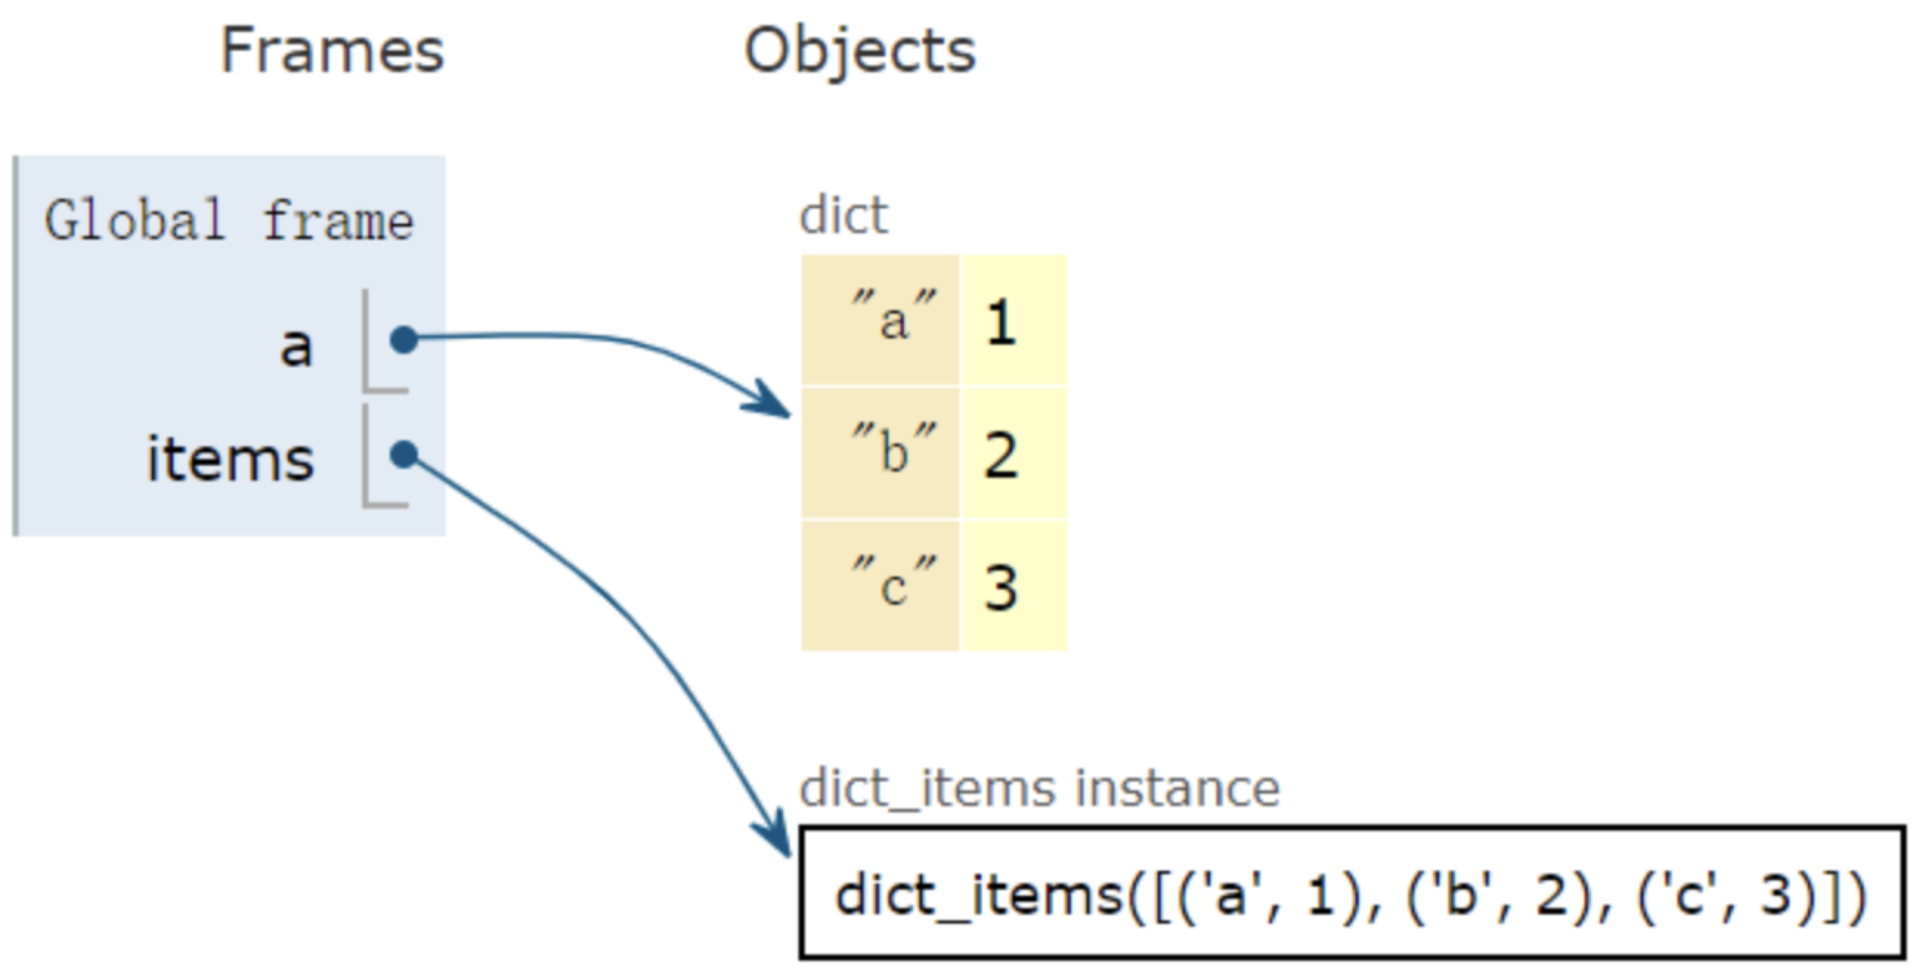 Frames Objects
Global frame
a
items
dict
"a" 1
"b" 2
"c" 3
dict_items instance
dict_items([('a', 1), ('b', 2), ('c', 3)])